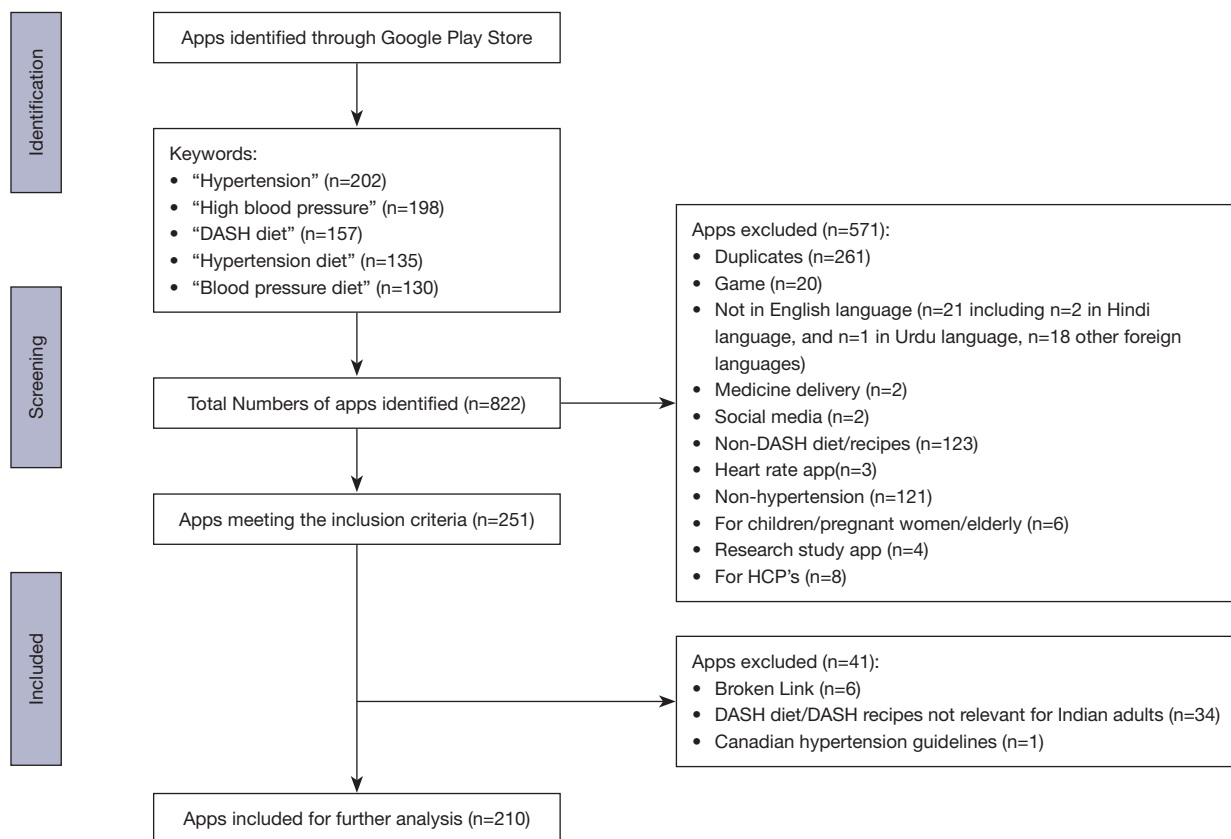 Identification
Apps identified through Google Play Store
Keywords:
• “Hypertension” (n=202)
• “High blood pressure” (n=198)
• “DASH diet” (n=157)
• “Hypertension diet” (n=135)
• “Blood pressure diet” (n=130)
Screening
Total Numbers of apps identified (n=822)
Apps excluded (n=571):
• Duplicates (n=261)
• Game (n=20)
• Not in English language (n=21 including n=2 in Hindi
language, and n=1 in Urdu language, n=18 other foreign
languages)
• Medicine delivery (n=2)
• Social media (n=2)
• Non-DASH diet/recipes (n=123)
• Heart rate app(n=3)
• Non-hypertension (n=121)
• For children/pregnant women/elderly (n=6)
• Research study app (n=4)
• For HCP's (n=8)
Apps meeting the inclusion criteria (n=251)
Included
Apps excluded (n=41):
• Broken Link (n=6)
• DASH diet/DASH recipes not relevant for Indian adults (n=34)
• Canadian hypertension guidelines (n=1)
Apps included for further analysis (n=210)